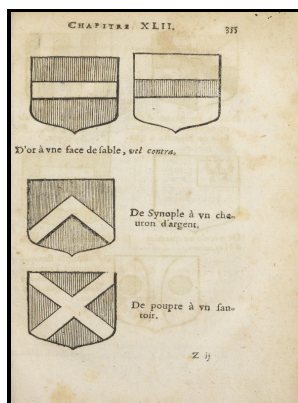 CHAPITRE XLII. 355
D'or à vne face de sable, vel contra.
De Synople à vn che-
uron d'argent.
De pourpre à vn sau-
toir.
Z ij